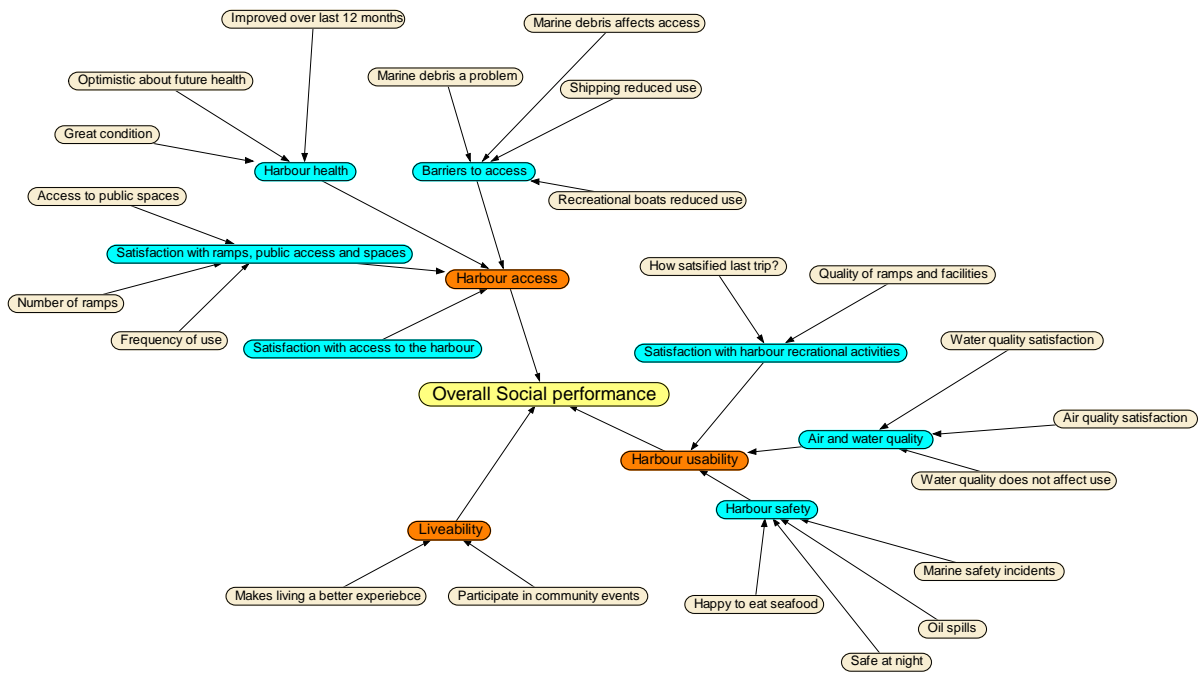 Improved over last 12 months
Marine debris affects access
Optimistic about future health
Marine debris a problem
Shipping reduced use
Great condition
Harbour health
Barriers to access
Access to public spaces
Recreational boats reduced use
Satisfaction with ramps, public access and spaces
How satsified last trip?
Quality of ramps and facilities
Harbour access
Number of ramps
Frequency of use
Satisfaction with access to the harbour
Satisfaction with harbour recrational activities
Water quality satisfaction
Overall Social performance
Air quality satisfaction
Air and water quality
Harbour usability
Water quality does not affect use
Harbour safety
Liveability
Marine safety incidents
Makes living a better experiebce
Participate in community events
Happy to eat seafood
Oil spills
Safe at night